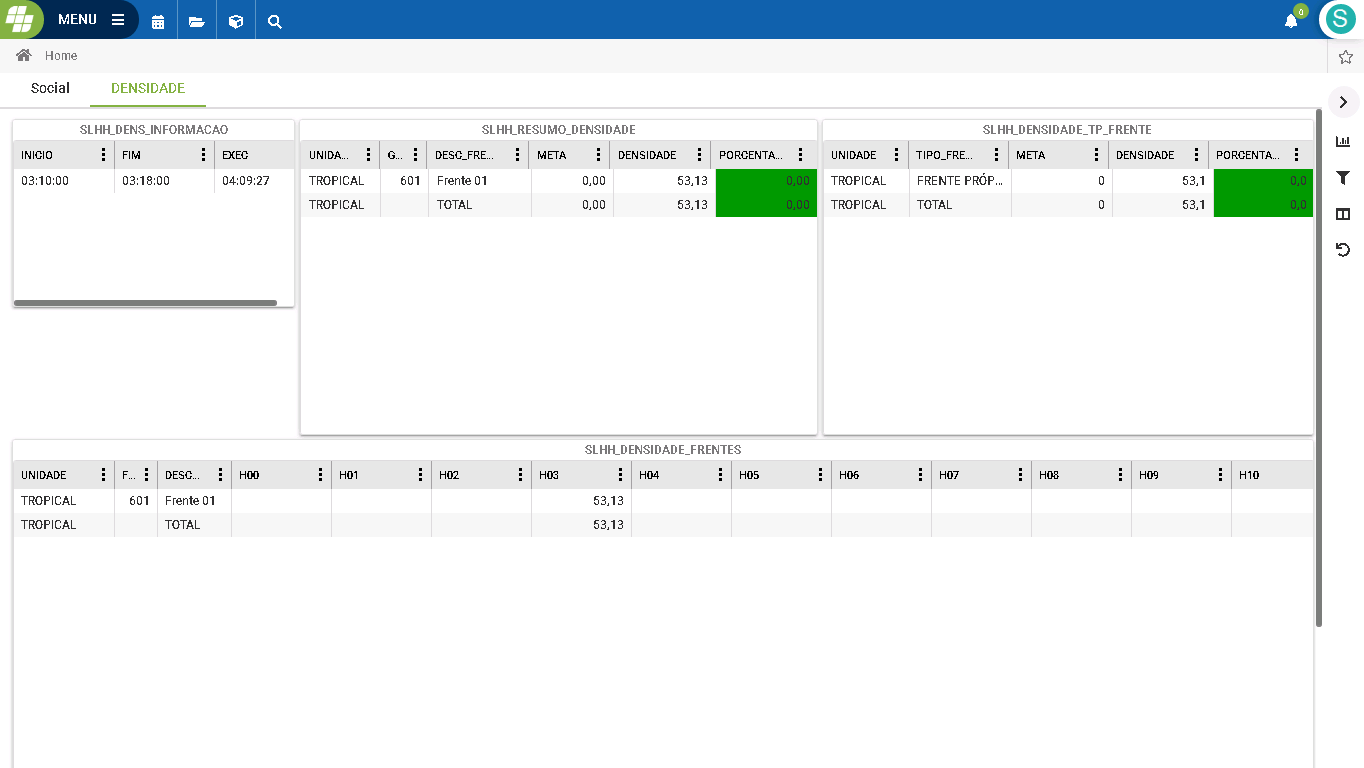 MENU
0
S
Home
Social DENSIDADE
SLHH_DENS_INFORMACAO
INICIO FIM EXEC
03:10:00 03:18:00 04:09:27
SLHH_RESUMO_DENSIDADE
UNIDA... G... DESC_FRE... META DENSIDADE PORCENTA...
TROPICAL 601 Frente 01 0,00 53,13 0,00
TROPICAL TOTAL 0,00 53,13 0,00
SLHH_DENSIDADE_TP_FRENTE
UNIDADE TIPO_FRE... META DENSIDADE PORCENTA...
TROPICAL FRENTE PRÓP... 0 53,1 0,0
TROPICAL TOTAL 0 53,1 0,0
SLHH_DENSIDADE_FRENTES
UNIDADE F... DESC... H00 H01 H02 H03 H04 H05 H06 H07 H08 H09 H10
TROPICAL 601 Frente 01 53,13
TROPICAL TOTAL 53,13